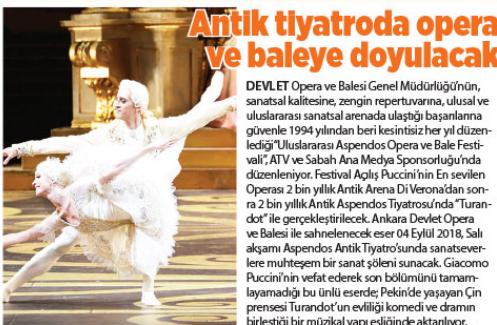 Antik tiyatroda opera
ve baleye doyulacak
DEVLET Opera ve Balesi Genel Müdürlüğü'nün,
sanatsal kalitesine, zengin repertuvarına, ulusal ve
uluslararası sanatsal arenada ulaştığı başarılarına
güvenle 1994 yılından beri kesintisiz her yıl düzen-
lediği "Uluslararası Aspendos Opera ve Bale Festi-
vali", ATV ve Sabah Ana Medya Sponsorluğu'nda
düzenleniyor. Festival Açılış Puccini'nin En sevilen
Operası 2 bin yıllık Antik Arena Di Verona'dan son-
ra 2 bin yıllık Antik Aspendos Tiyatrosu'nda "Turan-
dot" ile gerçekleştirilecek. Ankara Devlet Opera
ve Balesi ile sahnelenecek eser 04 Eylül 2018, Salı
akşamı Aspendos Antik Tiyatro'sunda sanatsever-
lere muhteşem bir sanat şöleni sunacak. Giacomo
Puccini'nin vefat ederek son bölümünü tamam-
layamadığı bu ünlü eserde; Pekin'de yaşayan Çin
prensesi Turandot'un evliliği komedi ve dramın
birleştiği bir müzikal yapı eşliğinde aktarılıyor.